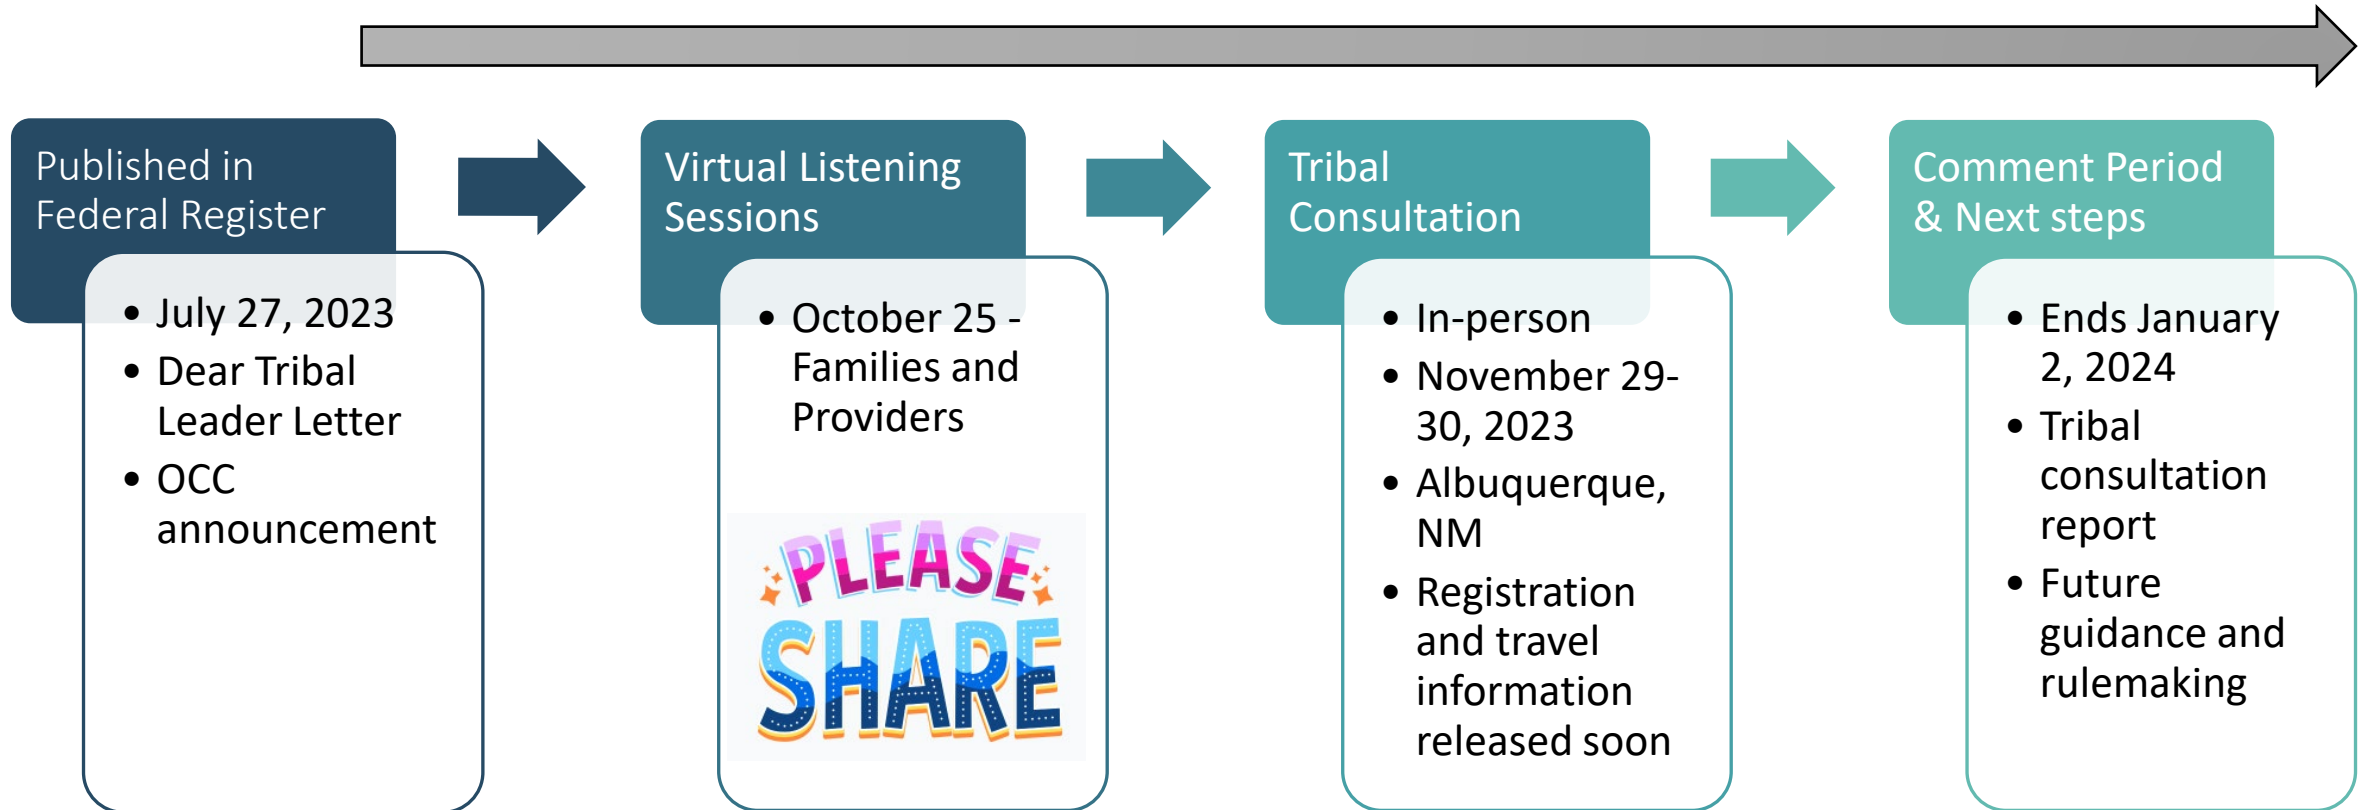 Published in
Federal Register
• July 27, 2023
• Dear Tribal
Leader Letter
• OCC
announcement
Virtual Listening
Sessions
• October 25 -
Families and
Providers
PLEASE
SHARE
Tribal
Consultation
• In-person
• November 29-
30, 2023
• Albuquerque,
NM
• Registration
and travel
information
released soon
Comment Period
& Next steps
• Ends January
2, 2024
• Tribal
consultation
report
• Future
guidance and
rulemaking